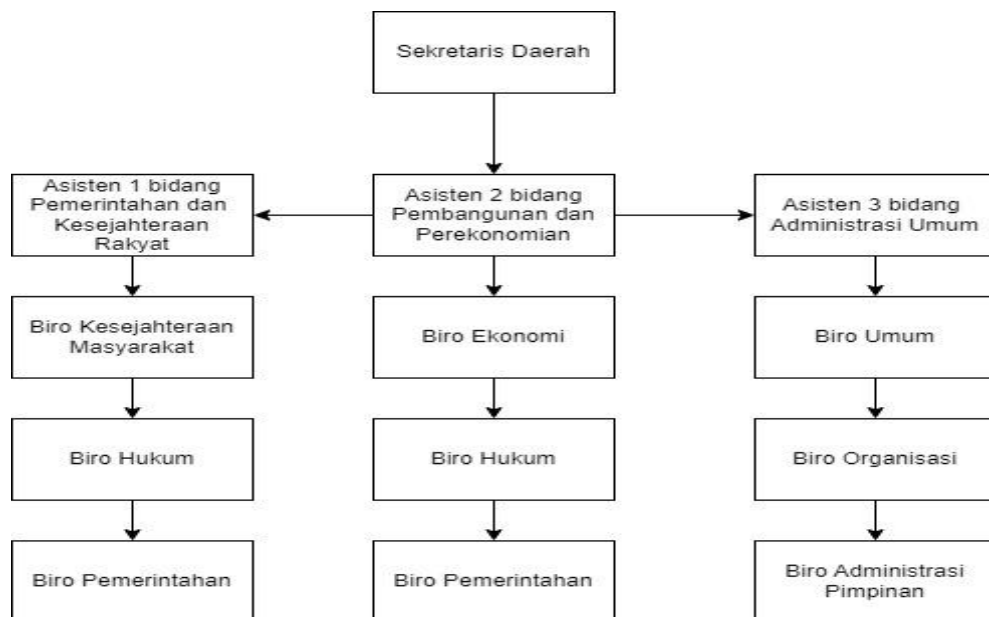 Sekretaris Daerah
Asisten 1 bidang
Pemerintahan dan
Kesejahteraan
Rakyat
Asisten 2 bidang
Pembangunan dan
Perekonomian
Asisten 3 bidang
Administrasi Umum
Biro Kesejahteraan
Masyarakat
Biro Ekonomi
Biro Umum
Biro Hukum
Biro Hukum
Biro Organisasi
Biro Pemerintahan
Biro Pemerintahan
Biro Administrasi
Pimpinan